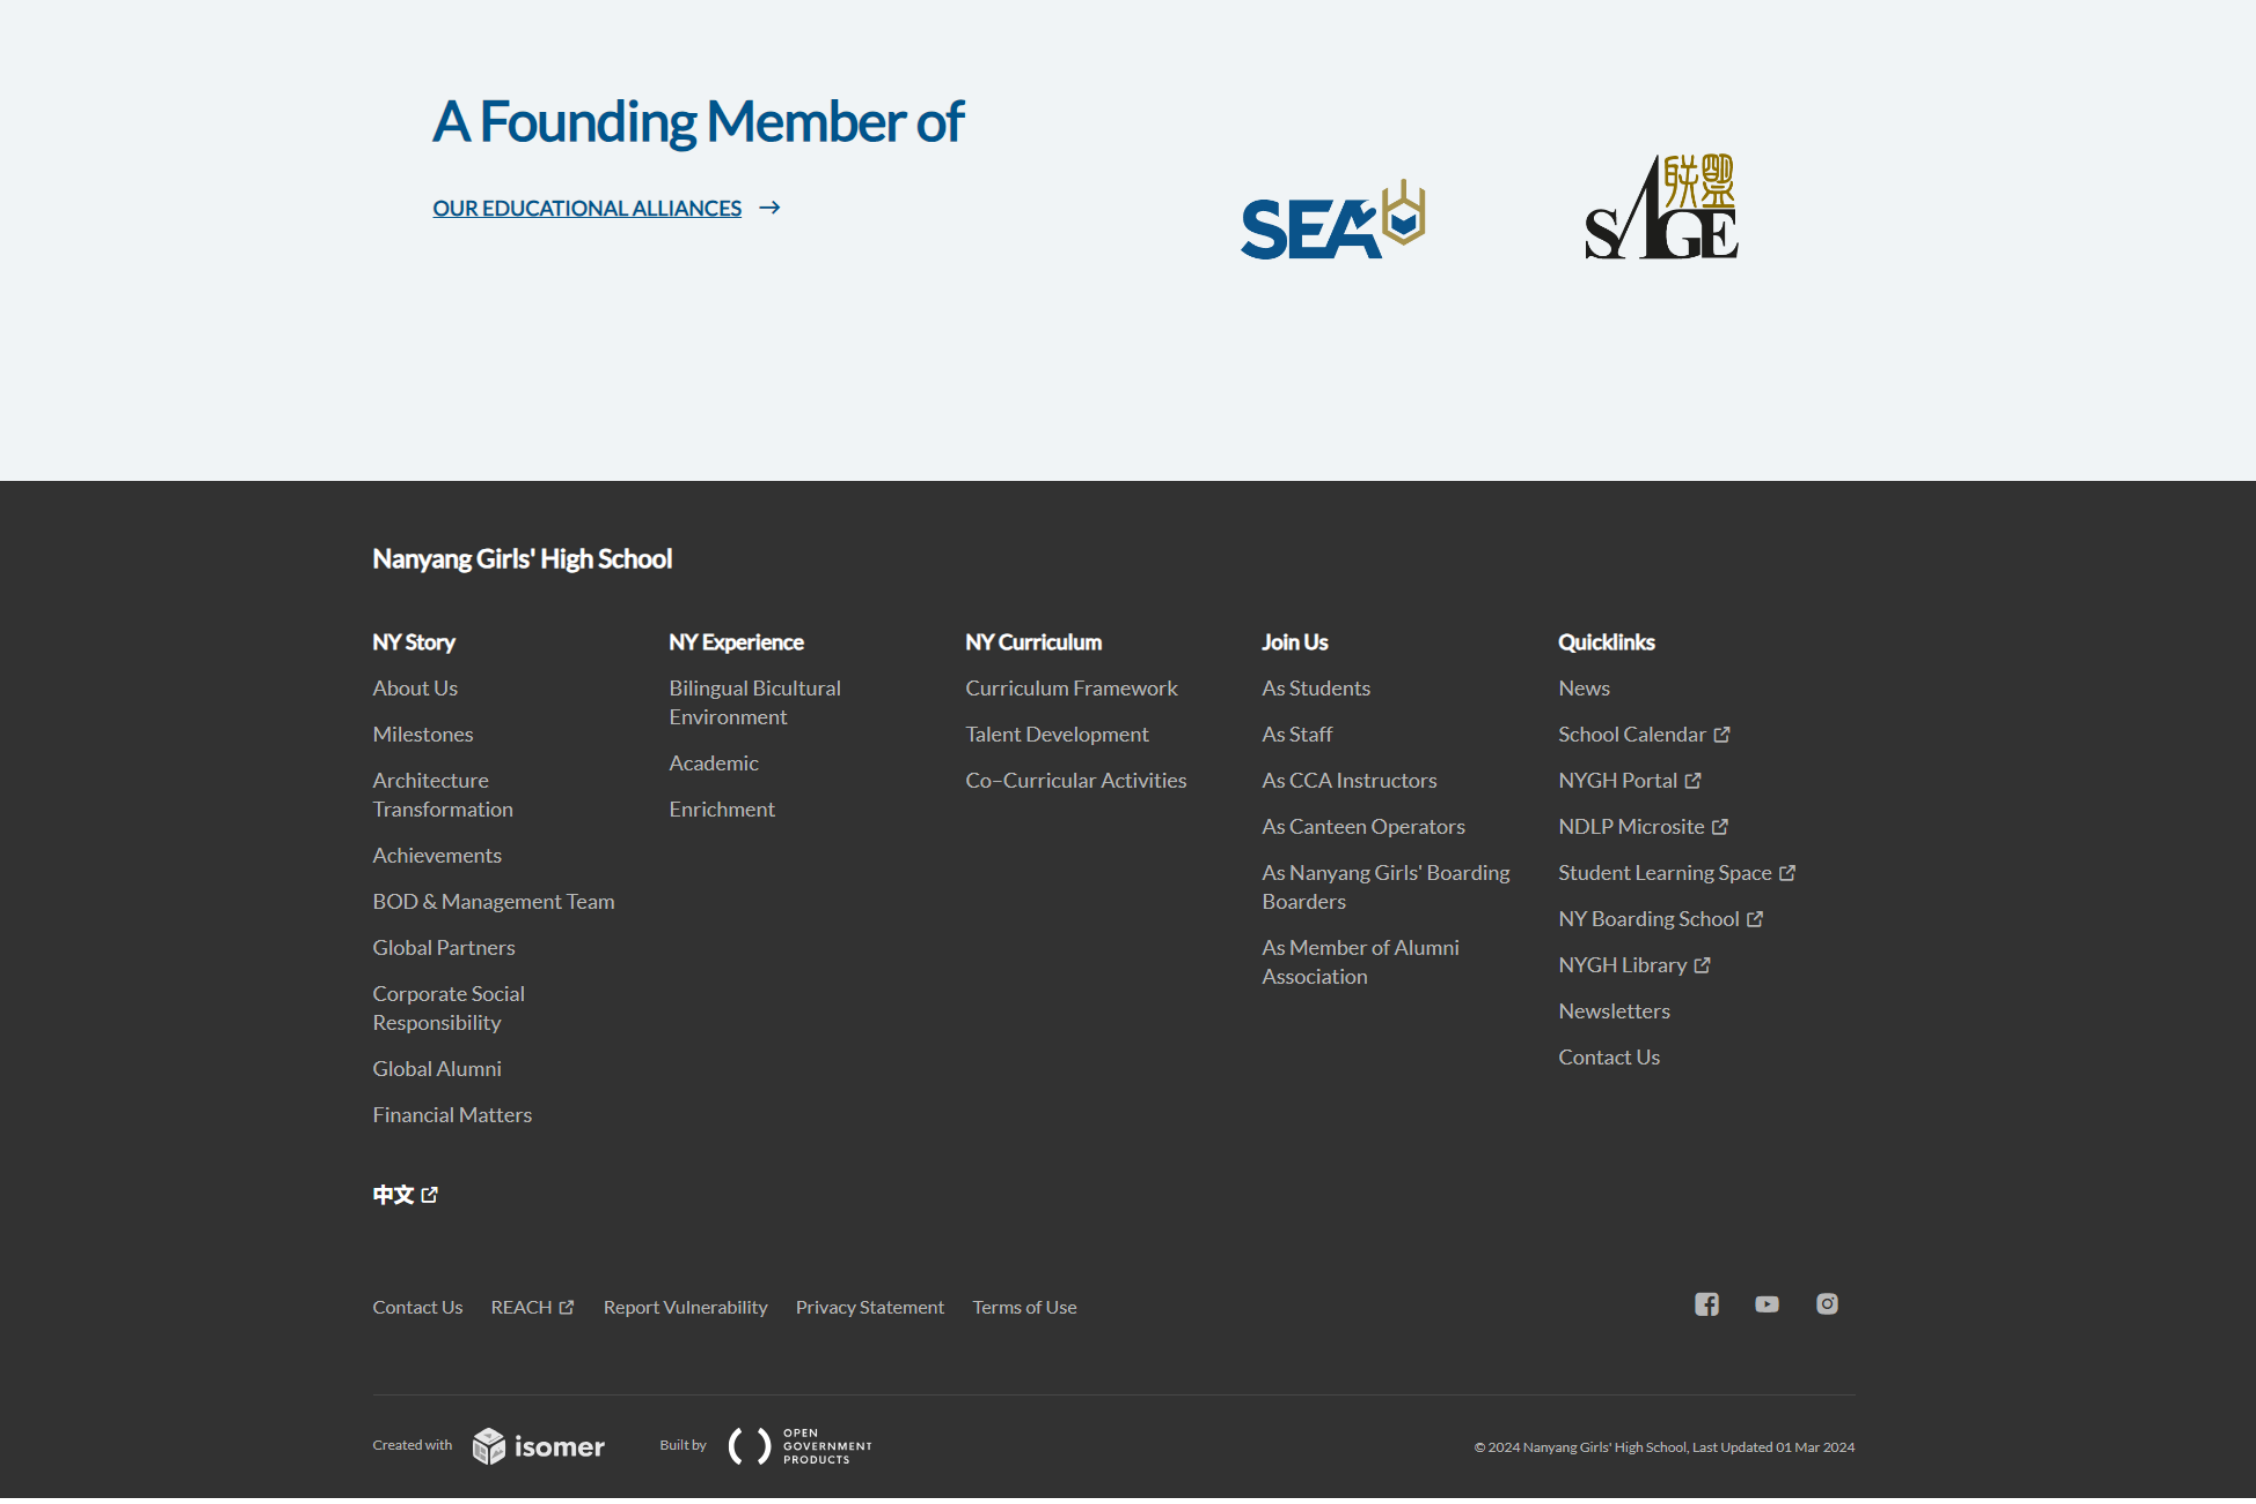 A Founding Member of
OUR EDUCATIONAL ALLIANCES
SEA
联盟
SAGE
Nanyang Girls' High School
NY Story
About Us
Milestones
Architecture
Transformation
Achievements
BOD & Management Team
Global Partners
Corporate Social
Responsibility
Global Alumni
Financial Matters
NY Experience
Bilingual Bicultural
Environment
Academic
Enrichment
NY Curriculum
Curriculum Framework
Talent Development
Co–Curricular Activities
Join Us
As Students
As Staff
As CCA Instructors
As Canteen Operators
As Nanyang Girls' Boarding
Boarders
As Member of Alumni
Association
Quicklinks
News
School Calendar
NYGH Portal
NDLP Microsite
Student Learning Space
NY Boarding School
NYGH Library
Newsletters
Contact Us
中文
Contact Us REACH Report Vulnerability Privacy Statement Terms of Use
Created with isomer Built by
OPEN
GOVERNMENT
PRODUCTS
© 2024 Nanyang Girls' High School, Last Updated 01 Mar 2024